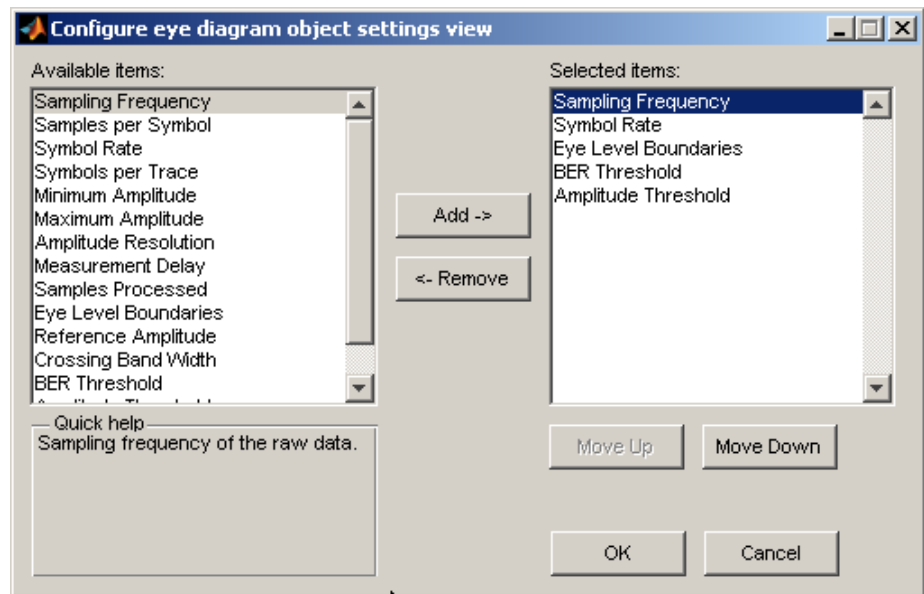 Configure eye diagram object settings view
Available items:
Sampling Frequency
Samples per Symbol
Symbol Rate
Symbols per Trace
Minimum Amplitude
Maximum Amplitude
Amplitude Resolution
Measurement Delay
Samples Processed
Eye Level Boundaries
Reference Amplitude
Crossing Band Width
BER Threshold
Quick help
Sampling frequency of the raw data.
Add ->
<- Remove
Selected items:
Sampling Frequency
Symbol Rate
Eye Level Boundaries
BER Threshold
Amplitude Threshold
Move Up
Move Down
OK
Cancel